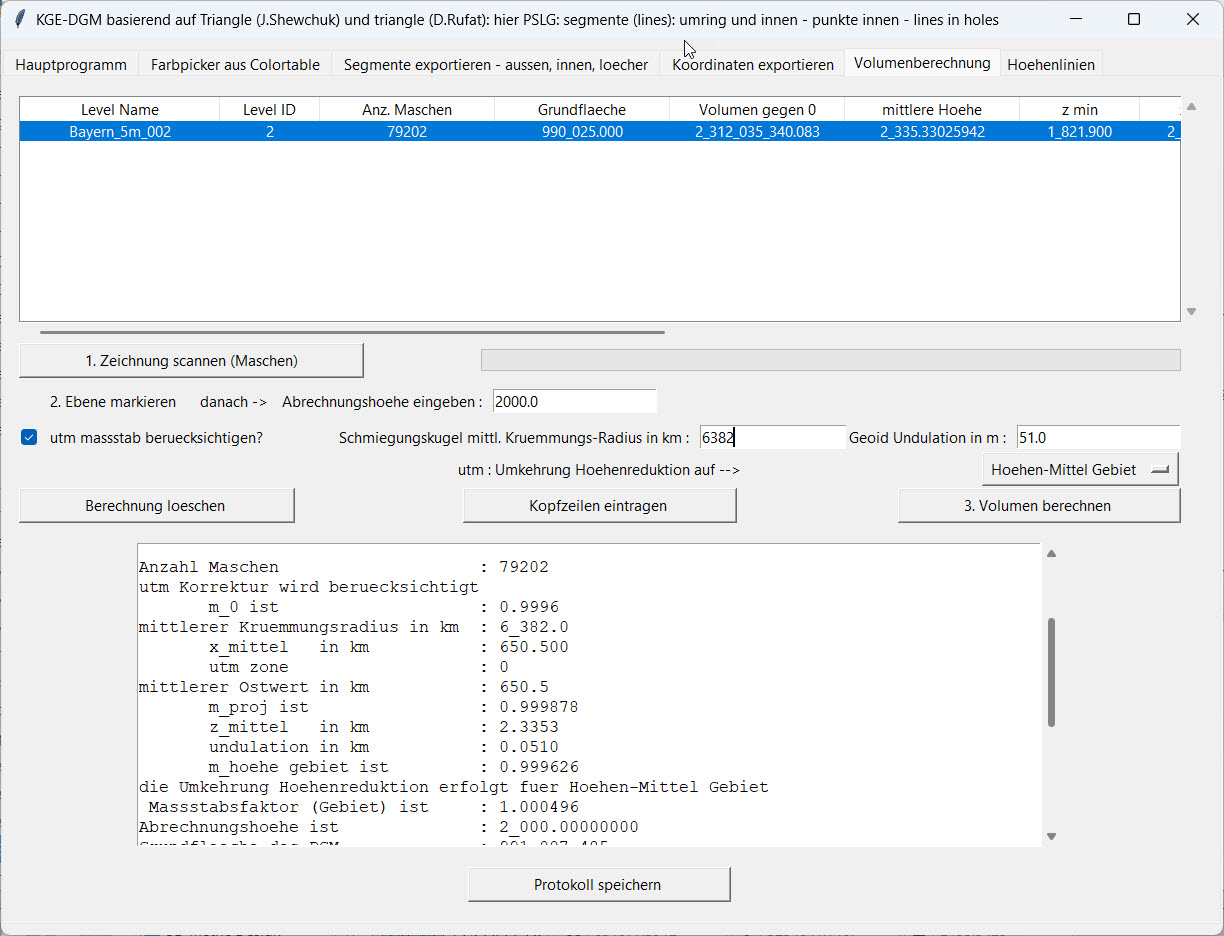 KGE-DGM basierend auf Triangle (J.Shewchuk) und triangle (D.Rufat): hier PSLG: segmente (lines): umring und innen - punkte innen - lines in holes
Hauptprogramm Farbpicker aus Colortable Segmente exportieren - aussen, innen, loecher Koordinaten exportieren Volumenberechnung Hoehenlinien
Level Name Level ID Anz. Maschen Grundflaeche Volumen gegen 0 mittlere Hoehe z min
Bayern_5m_002 2 79202 990_025.000 2_312_035_340.083 2_335.33025942 1_821.900 2_
1. Zeichnung scannen (Maschen)
2. Ebene markieren danach -> Abrechnungshoehe eingeben : 2000.0
utm massstab beruecksichtigen? Schmiegungskugel mittl. Kruemmungs-Radius in km : 6382 Geoid Undulation in m : 51.0
utm : Umkehrung Hoehenreduktion auf --> Hoehen-Mittel Gebiet
Berechnung loeschen Kopfzeilen eintragen 3. Volumen berechnen
Anzahl Maschen : 79202
utm Korrektur wird beruecksichtigt
m_0 ist : 0.9996
mittlerer Kruemmungsradius in km : 6_382.0
x_mittel in km : 650.500
utm zone : 0
mittlerer Ostwert in km : 650.5
m_proj ist : 0.999878
z_mittel in km : 2.3353
undulation in km : 0.0510
m_hoehe gebiet ist : 0.999626
die Umkehrung Hoehenreduktion erfolgt fuer Hoehen-Mittel Gebiet
Massstabsfaktor (Gebiet) ist : 1.000496
Abrechnungshoehe ist : 2_000.00000000
Protokoll speichern